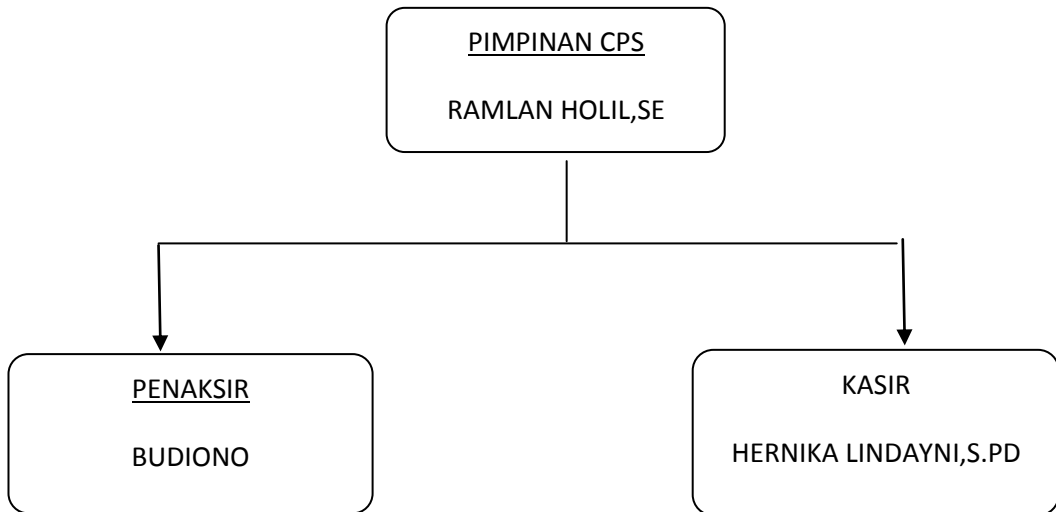 PIMPINAN CPS
RAMLAN HOLIL,SE
PENAKSIR
BUDIONO
KASIR
HERNIKA LINDAYNI,S.PD